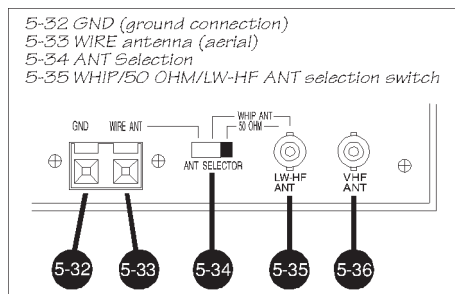 5-32 GND (ground connection)
5-33 WIRE antenna (aerial)
5-34 ANT Selection
5-35 WHIP/50 OHM/LW-HF ANT selection switch
WHIP ANT
GND WIRE ANT 50 OHM
ANT SELECTOR
LW-HF ANT
VHF ANT
5-32 5-33 5-34 5-35 5-36